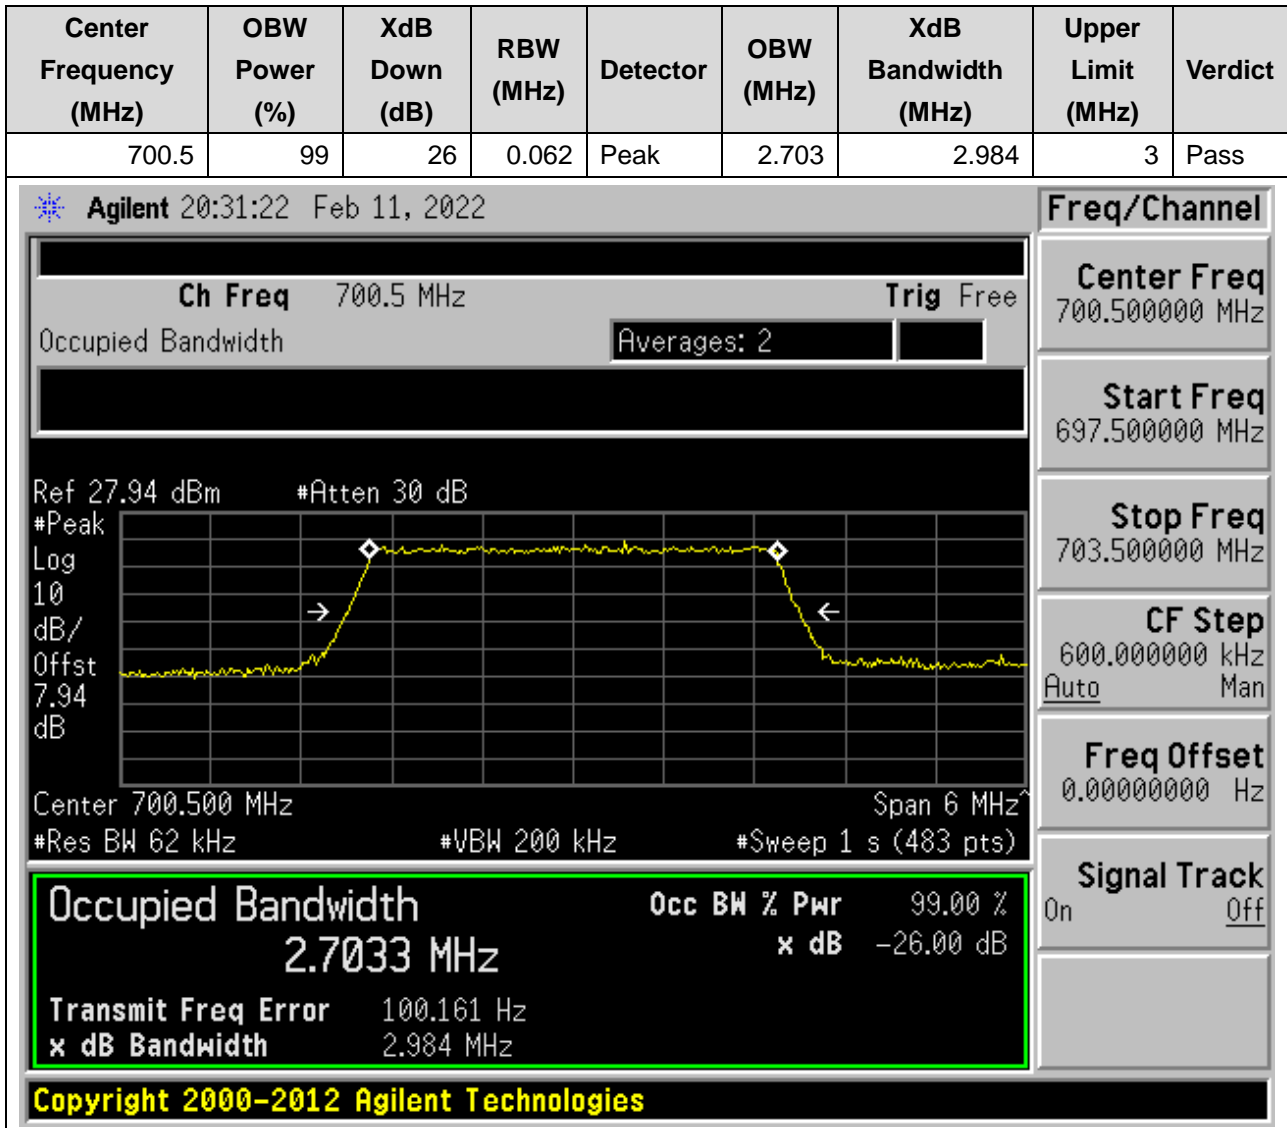 Center Frequency (MHz) | OBW Power (%) | XdB Down (dB) | RBW (MHz) | Detector | OBW (MHz) | XdB Bandwidth (MHz) | Upper Limit (MHz) | Verdict
700.5 | 99 | 26 | 0.062 | Peak | 2.703 | 2.984 | 3 | Pass
Agilent 20:31:22 Feb 11, 2022
Freq/Channel
Ch Freq 700.5 MHz Trig Free
Occupied Bandwidth Averages: 2
Center Freq
700.500000 MHz
Start Freq
697.500000 MHz
Stop Freq
703.500000 MHz
CF Step
600.000000 kHz
Auto Man
Freq Offset
0.00000000 Hz
Signal Track
On Off
Ref 27.94 dBm #Atten 30 dB
#Peak
Log
10
dB/
Offst
7.94
dB
Center 700.500 MHz Span 6 MHz^
#Res BW 62 kHz #VBW 200 kHz #Sweep 1 s (483 pts)
Occupied Bandwidth Occ BW % Pwr 99.00 %
2.7033 MHz x dB -26.00 dB
Transmit Freq Error 100.161 Hz
x dB Bandwidth 2.984 MHz
Copyright 2000-2012 Agilent Technologies